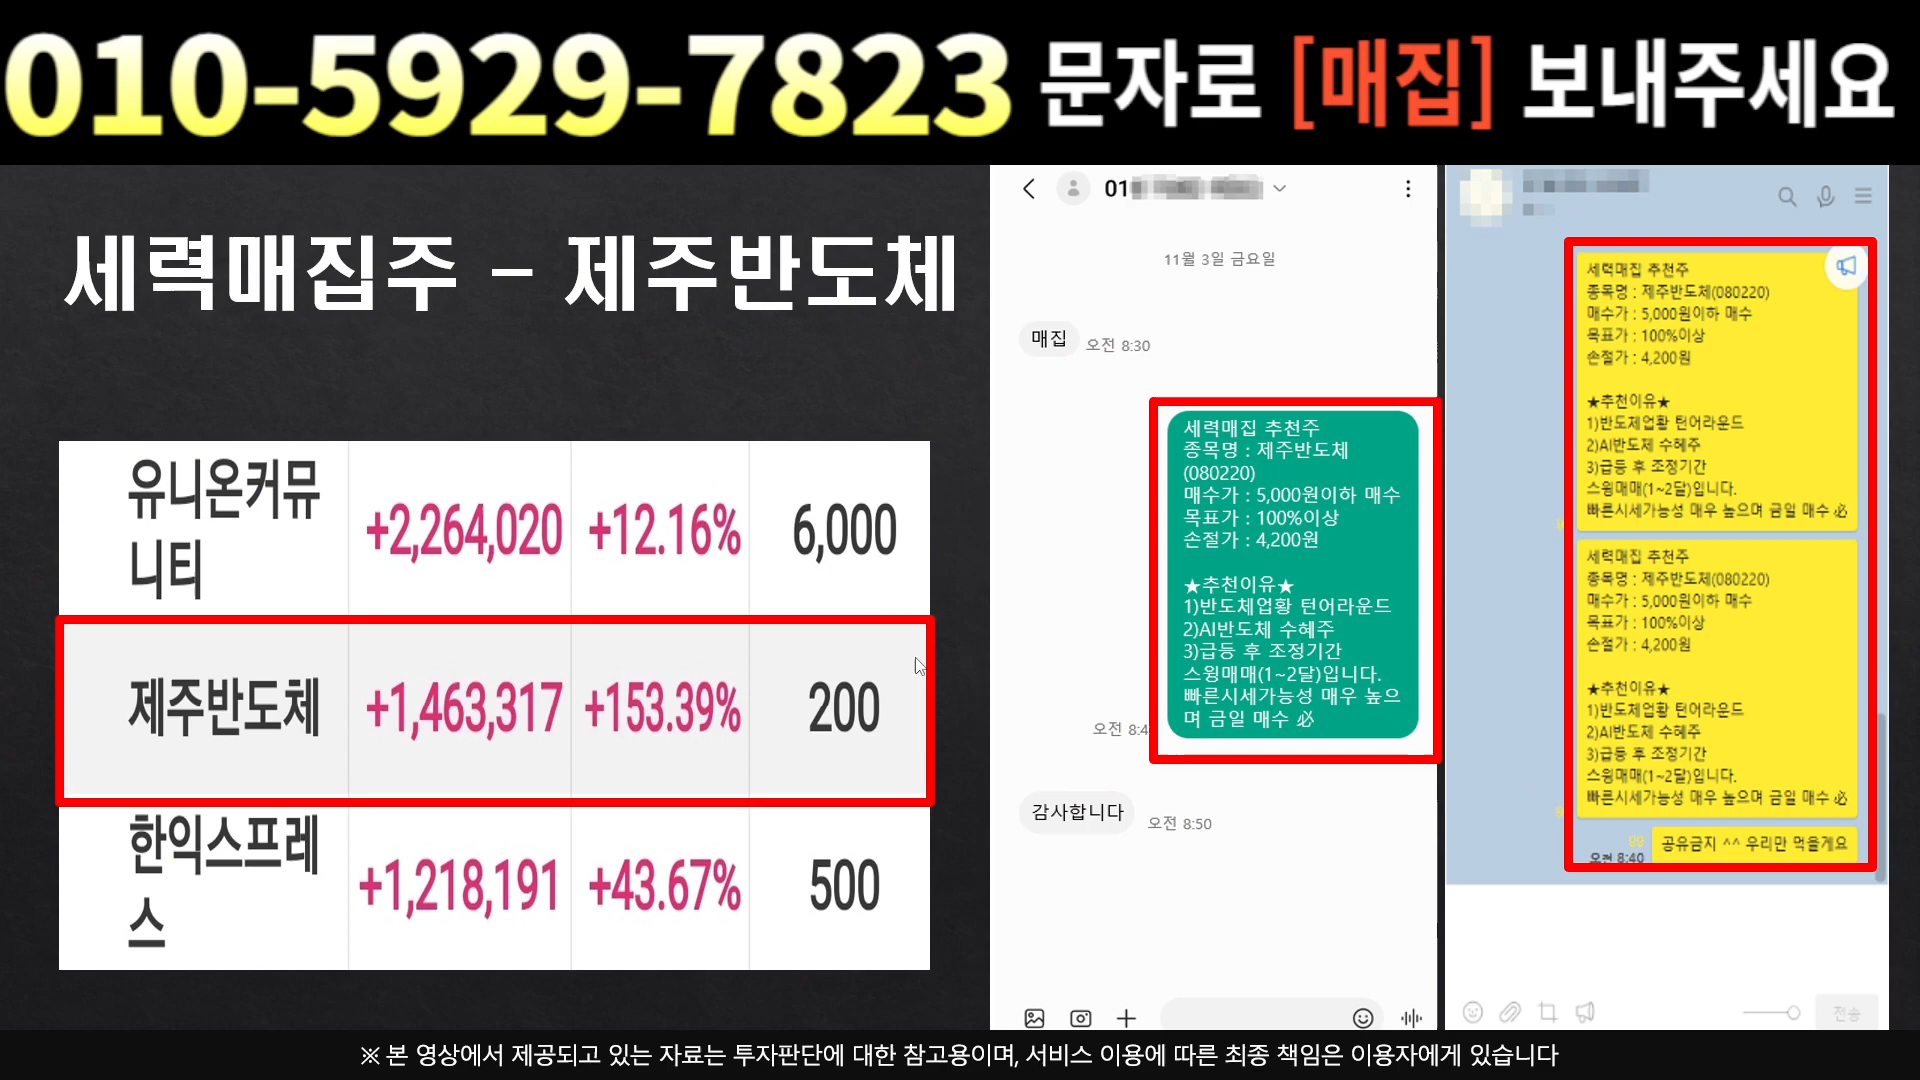 010-5929-7823 문자로 [매집] 보내주세요
세력매집주 - 제주반도체
유니온커뮤
니티
+2,264,020
+12.16%
6,000
제주반도체
+1,463,317
+153.39%
200
한익스프레
스
+1,218,191
+43.67%
500
01
11월 3일 금요일
매집
오전 8:30
세력매집 추천주
종목명 : 제주반도체
(080220)
매수가 : 5,000원이하 매수
목표가 : 100%이상
손절가 : 4,200원
★추천이유★
1)반도체업황 턴어라운드
2)AI반도체 수혜주
3)급등 후 조정기간
스윙매매(1~2달)입니다.
빠른시세가능성 매우 높으
며 금일 매수 必
오전 8:4
감사합니다
오전 8:50
세력매집 추천주
종목명 : 제주반도체(080220)
매수가 : 5,000원이하 매수
목표가 : 100%이상
손절가 : 4,200원
★추천이유★
1)반도체업황 턴어라운드
2)AI반도체 수혜주
3)급등 후 조정기간
스윙매매(1~2달)입니다.
빠른시세가능성 매우 높으며 금일 매수 必
세력매집 추천주
종목명 : 제주반도체(080220)
매수가 : 5,000원이하 매수
목표가 : 100%이상
손절가 : 4,200원
★추천이유★
1)반도체업황 턴어라운드
2)AI반도체 수혜주
3)급등 후 조정기간
스윙매매(1~2달)입니다.
빠른시세가능성 매우 높으며 금일 매수 必
오전 8:40
공유금지 ^^ 우리만 먹을게요
전송
※ 본 영상에서 제공되고 있는 자료는 투자판단에 대한 참고용이며, 서비스 이용에 따른 최종 책임은 이용자에게 있습니다